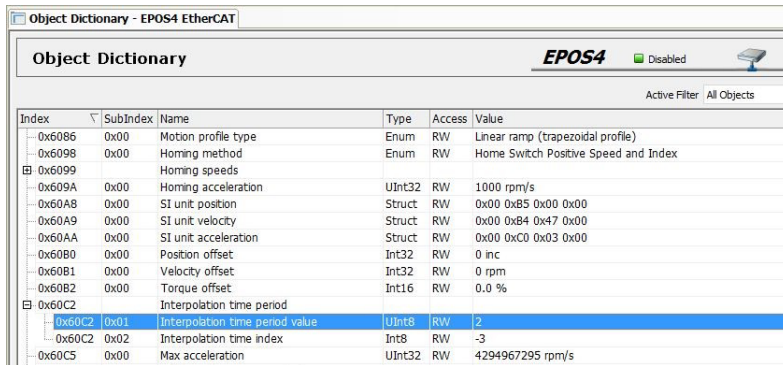 Object Dictionary - EPOS4 EtherCAT
Object Dictionary EPOS4 Disabled
Active Filter All Objects
Index SubIndex Name Type Access Value
0x6086 0x00 Motion profile type Enum RW Linear ramp (trapezoidal profile)
0x6098 0x00 Homing method Enum RW Home Switch Positive Speed and Index
0x6099 Homing speeds
0x609A 0x00 Homing acceleration UInt32 RW 1000 rpm/s
0x60A8 0x00 SI unit position Struct RW 0x00 0xB5 0x00 0x00
0x60A9 0x00 SI unit velocity Struct RW 0x00 0xB4 0x47 0x00
0x60AA 0x00 SI unit acceleration Struct RW 0x00 0xC0 0x03 0x00
0x60B0 0x00 Position offset Int32 RW 0 inc
0x60B1 0x00 Velocity offset Int32 RW 0 rpm
0x60B2 0x00 Torque offset Int16 RW 0.0 %
0x60C2 Interpolation time period
0x60C2 0x01 Interpolation time period value UInt8 RW 2
0x60C2 0x02 Interpolation time index Int8 RW -3
0x60C5 0x00 Max acceleration UInt32 RW 4294967295 rpm/s